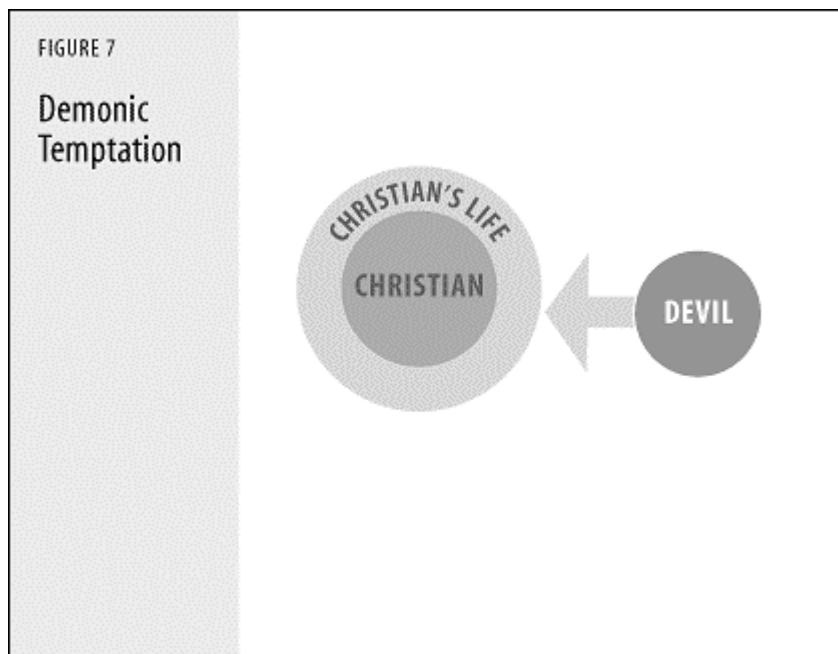 FIGURE 7
Demonic
Temptation
CHRISTIAN'S LIFE
CHRISTIAN
DEVIL